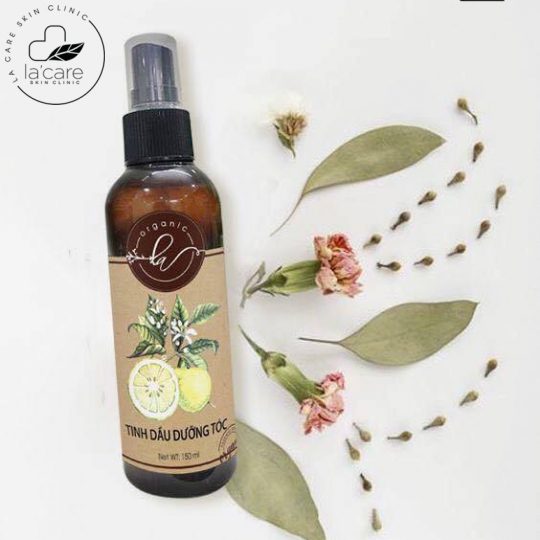 LA CARE SKIN CLINIC
la'care
SKIN CLINIC
organic
la
TINH DẦU DƯỠNG TÓC
Net WT: 150 ml